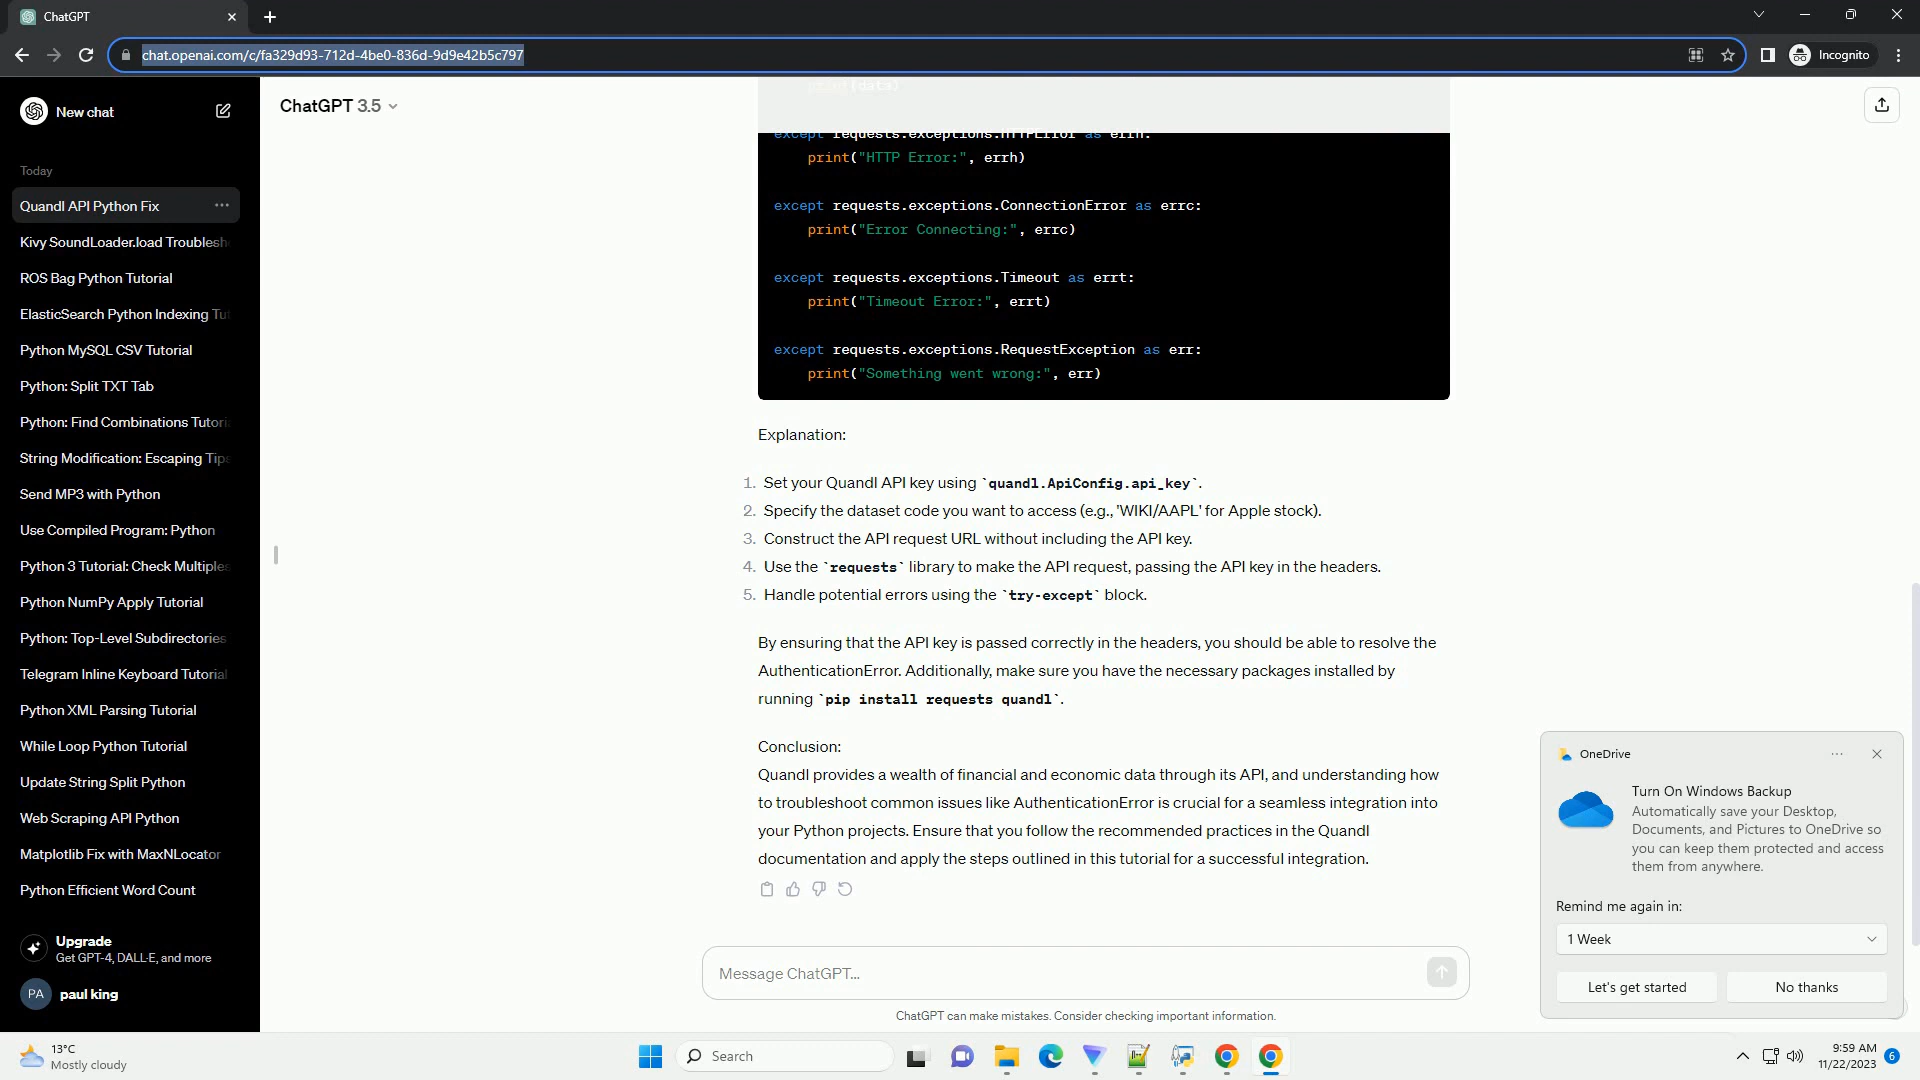 ChatGPT
chat.openai.com/c/fa329d93-712d-4be0-836d-9d9e42b5c797
Incognito
New chat
Today
Quandl API Python Fix
Kivy SoundLoader.load Troublesh
ROS Bag Python Tutorial
ElasticSearch Python Indexing Tut
Python MySQL CSV Tutorial
Python: Split TXT Tab
Python: Find Combinations Tutoria
String Modification: Escaping Tips
Send MP3 with Python
Use Compiled Program: Python
Python 3 Tutorial: Check Multiples
Python NumPy Apply Tutorial
Python: Top-Level Subdirectories
Telegram Inline Keyboard Tutorial
Python XML Parsing Tutorial
While Loop Python Tutorial
Update String Split Python
Web Scraping API Python
Matplotlib Fix with MaxNLocator
Python Efficient Word Count
Upgrade
Get GPT-4, DALL·E, and more
PA paul king
ChatGPT 3.5
print(data)
except requests.exceptions.HTTPError as errh:
print("HTTP Error:", errh)
except requests.exceptions.ConnectionError as errc:
print("Error Connecting:", errc)
except requests.exceptions.Timeout as errt:
print("Timeout Error:", errt)
except requests.exceptions.RequestException as err:
print("Something went wrong:", err)
Explanation:
1. Set your Quandl API key using `quandl.ApiConfig.api_key`.
2. Specify the dataset code you want to access (e.g., 'WIKI/AAPL' for Apple stock).
3. Construct the API request URL without including the API key.
4. Use the `requests` library to make the API request, passing the API key in the headers.
5. Handle potential errors using the `try-except` block.
By ensuring that the API key is passed correctly in the headers, you should be able to resolve the
AuthenticationError. Additionally, make sure you have the necessary packages installed by
running `pip install requests quandl`.
Conclusion:
Quandl provides a wealth of financial and economic data through its API, and understanding how
to troubleshoot common issues like AuthenticationError is crucial for a seamless integration into
your Python projects. Ensure that you follow the recommended practices in the Quandl
documentation and apply the steps outlined in this tutorial for a successful integration.
Message ChatGPT...
ChatGPT can make mistakes. Consider checking important information.
OneDrive
Turn On Windows Backup
Automatically save your Desktop,
Documents, and Pictures to OneDrive so
you can keep them protected and access
them from anywhere.
Remind me again in:
1 Week
Let's get started
No thanks
13°C
Mostly cloudy
Search
9:59 AM
11/22/2023
6